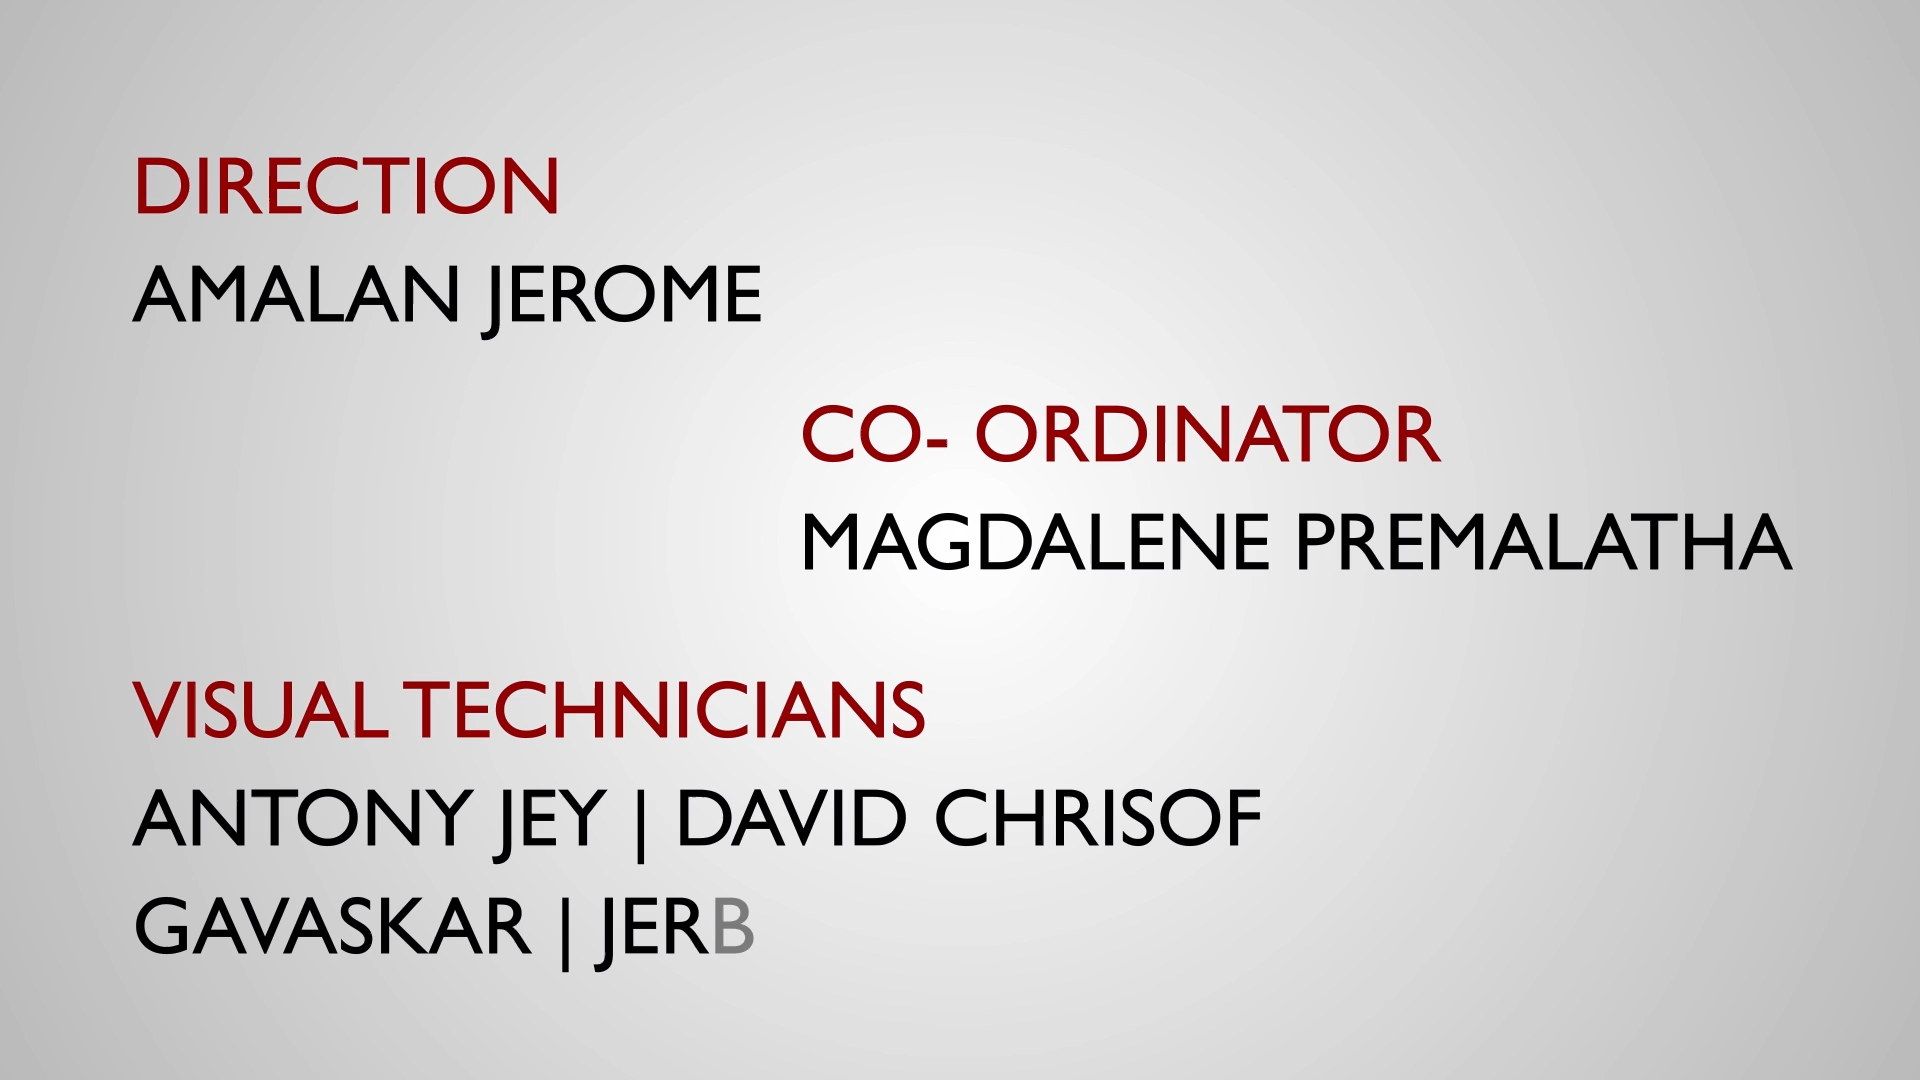 DIRECTION
AMALAN JEROME
CO- ORDINATOR
MAGDALENE PREMALATHA
VISUAL TECHNICIANS
ANTONY JEY | DAVID CHRISOF
GAVASKAR | JERB